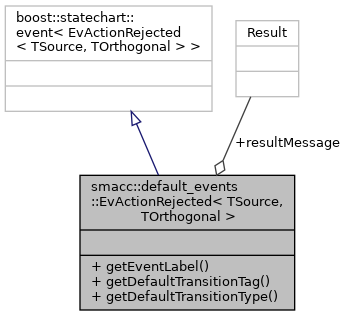 boost::statechart::
event< EvActionRejected
< TSource, TOrthogonal > >
Result
+resultMessage
smacc::default_events
::EvActionRejected< TSource,
TOrthogonal >
+ getEventLabel()
+ getDefaultTransitionTag()
+ getDefaultTransitionType()